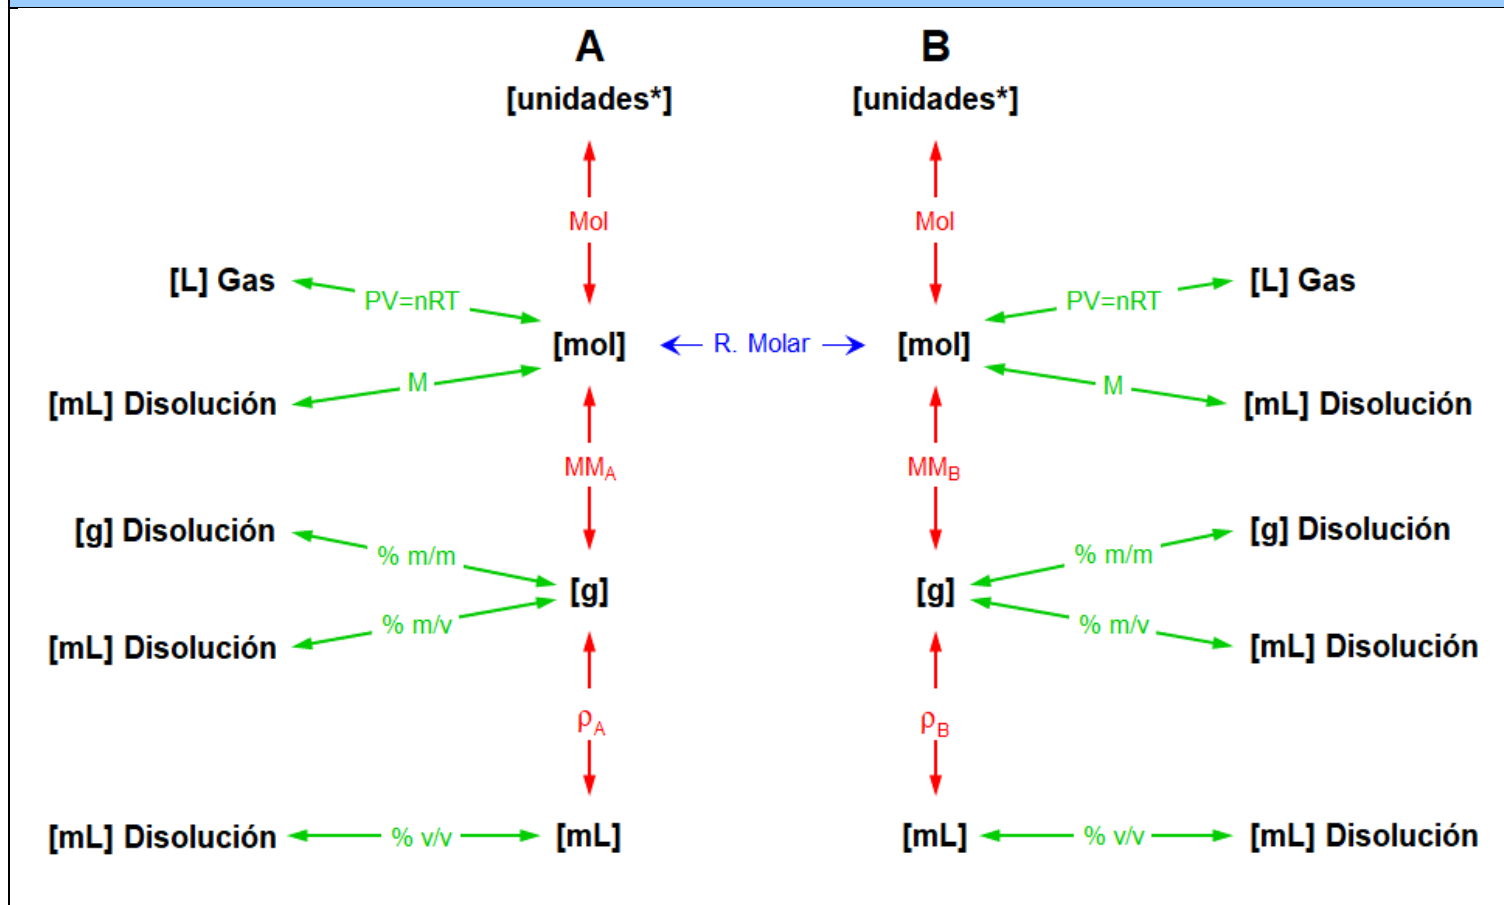 A B
[unidades*] [unidades*]
Mol Mol
[L] Gas PV=nRT PV=nRT [L] Gas
[mol] R. Molar [mol]
[mL] Disolución M M [mL] Disolución
MMA MMB
[g] Disolución % m/m % m/m [g] Disolución
[g] [g]
[mL] Disolución % m/v % m/v [mL] Disolución
ρA ρB
[mL] Disolución % v/v [mL] [mL] % v/v [mL] Disolución